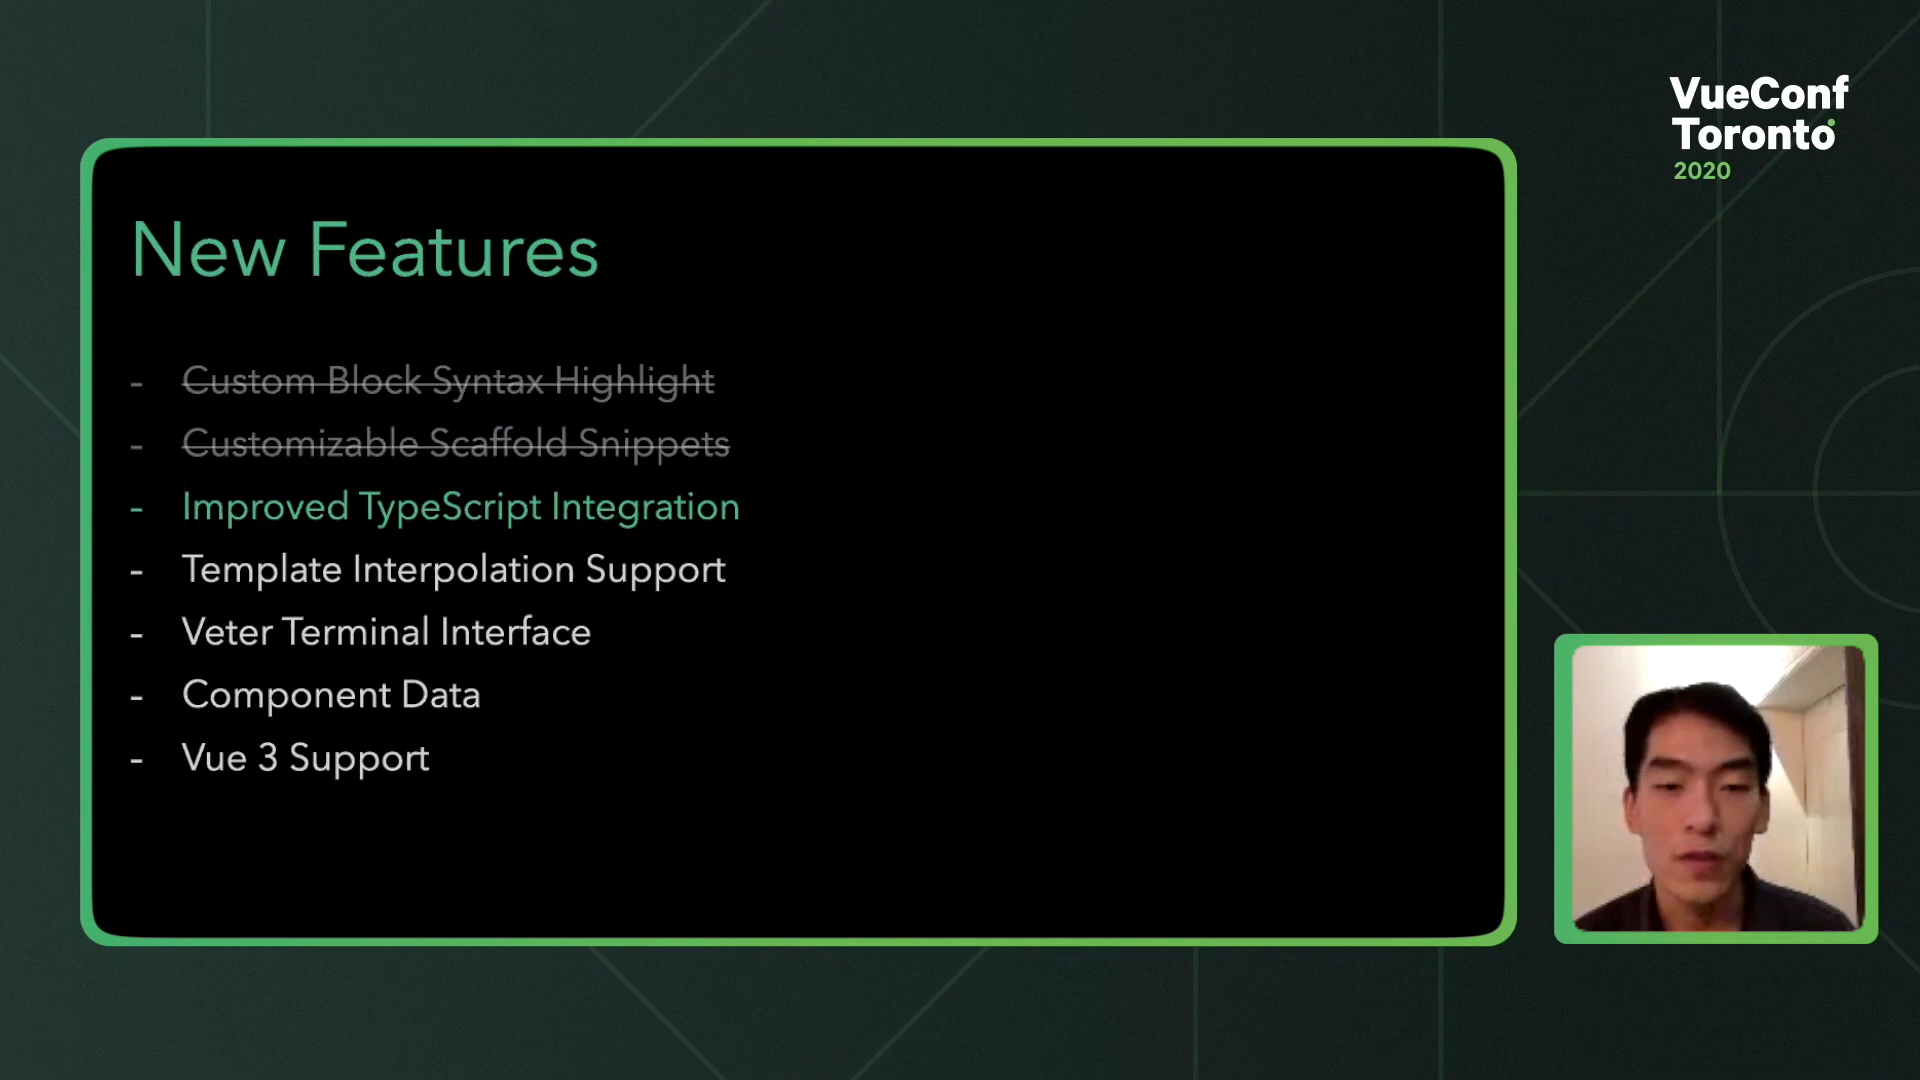 VueConf
Toronto
2020
New Features
- Custom Block Syntax Highlight
- Customizable Scaffold Snippets
- Improved TypeScript Integration
- Template Interpolation Support
- Veter Terminal Interface
- Component Data
- Vue 3 Support